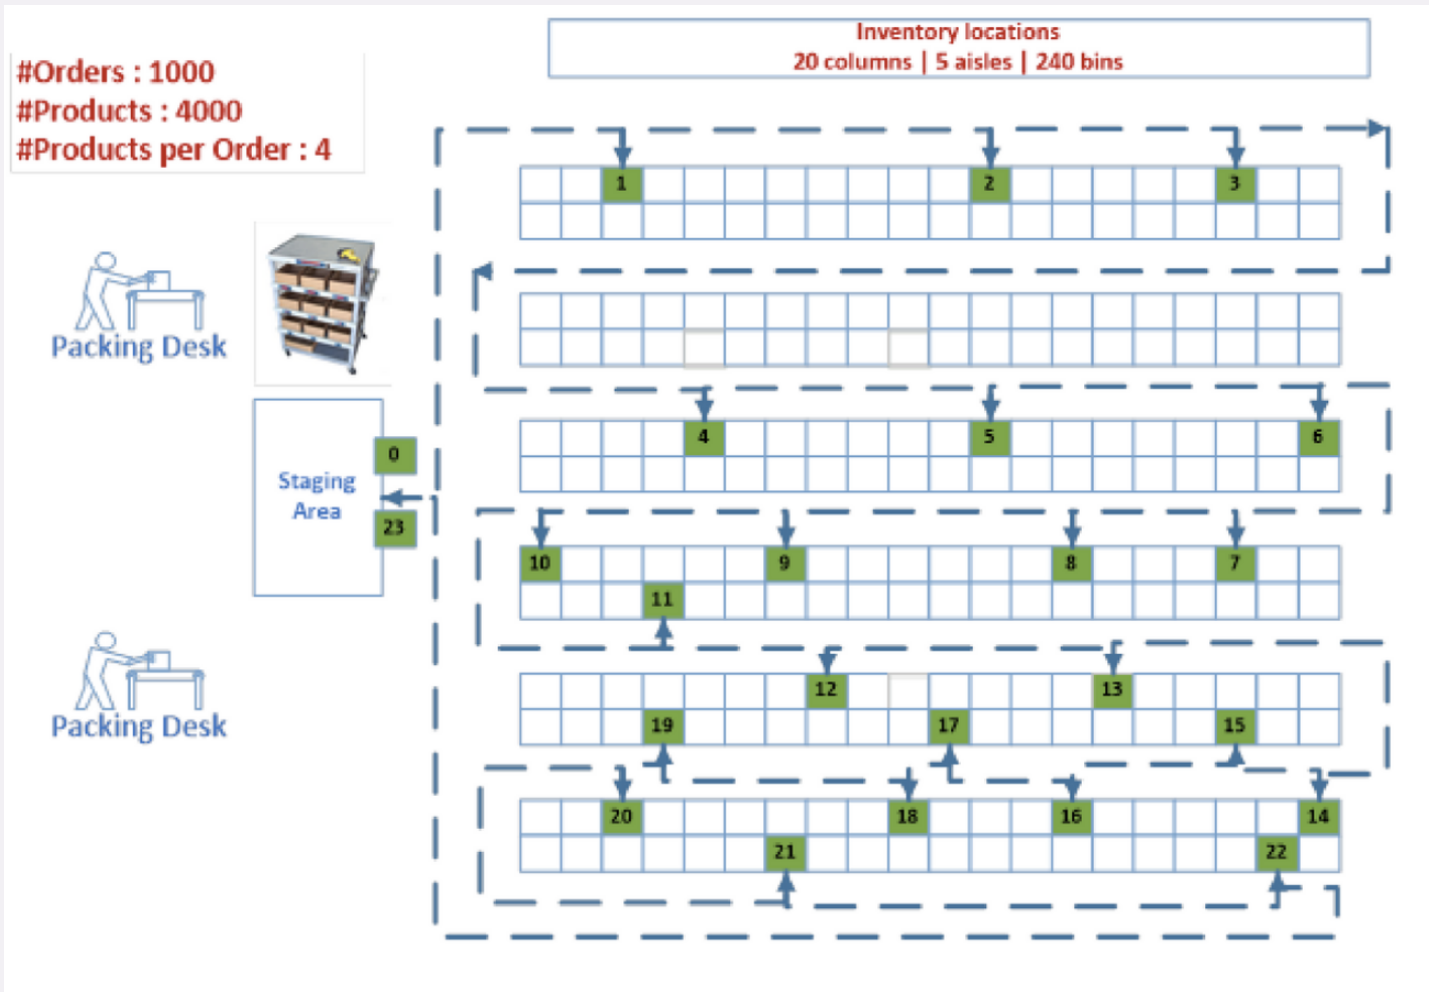 Inventory locations
20 columns | 5 aisles | 240 bins
#Orders : 1000
#Products : 4000
#Products per Order : 4
1 2 3
Packing Desk
4 5 6
0
Staging
Area
23
10 9 8 7
11
12 13
Packing Desk
19 17 15
20 18 16 14
21 22